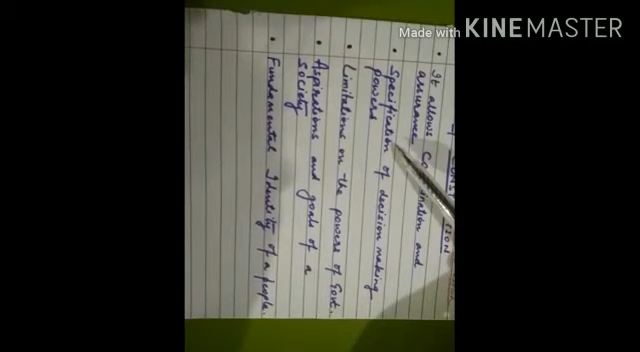 Made with KINEMASTER
• It allows Co nation and
assurance
• Specification of decision making
powers
• Limitations on the powers of Govt.
• Aspirations and goals of a
society
• Fundamental Identity of a people.